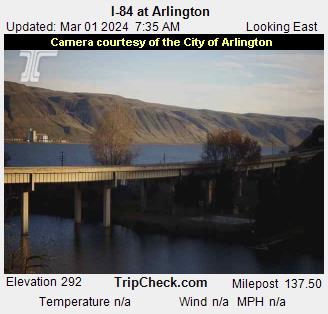 I-84 at Arlington
Updated: Mar 01 2024 7:35 AM Looking East
Camera courtesy of the City of Arlington
Elevation 292 TripCheck.com Milepost 137.50
Temperature n/a Wind n/a MPH n/a